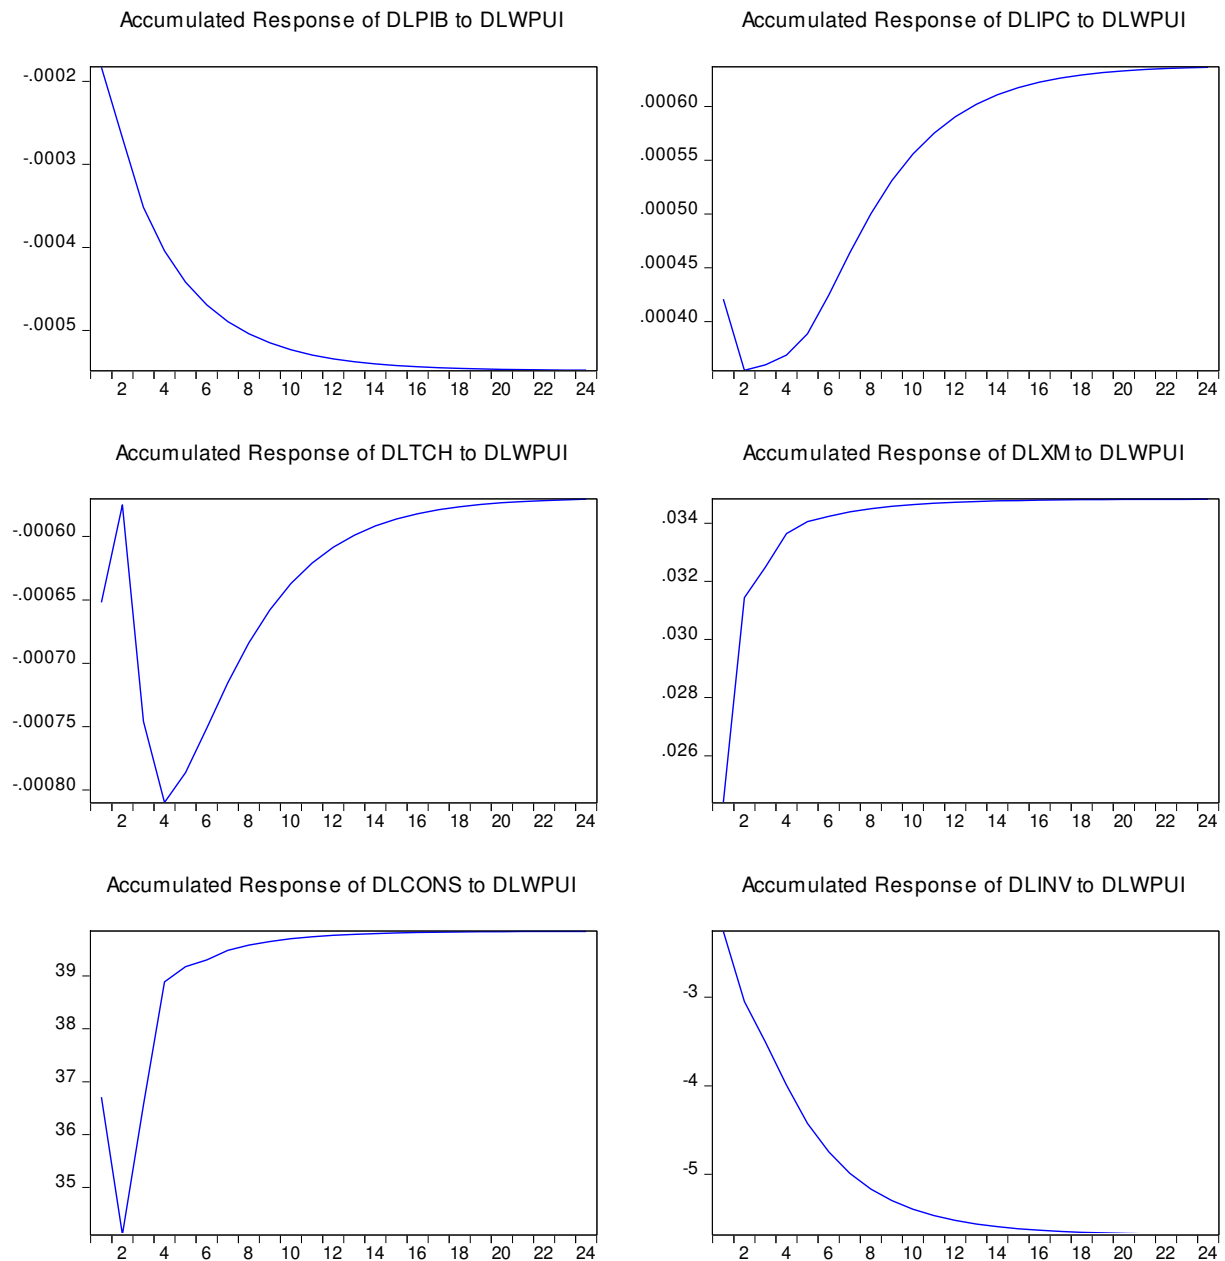 Accumulated Response of DLPIB to DLWPUI
-.0002
-.0003
-.0004
-.0005
2 4 6 8 10 12 14 16 18 20 22 24
Accumulated Response of DLIPC to DLWPUI
.00060
.00055
.00050
.00045
.00040
2 4 6 8 10 12 14 16 18 20 22 24
Accumulated Response of DLTCH to DLWPUI
-.00060
-.00065
-.00070
-.00075
-.00080
2 4 6 8 10 12 14 16 18 20 22 24
Accumulated Response of DLXM to DLWPUI
.034
.032
.030
.028
.026
2 4 6 8 10 12 14 16 18 20 22 24
Accumulated Response of DLCONS to DLWPUI
39
38
37
36
35
2 4 6 8 10 12 14 16 18 20 22 24
Accumulated Response of DLINV to DLWPUI
-3
-4
-5
2 4 6 8 10 12 14 16 18 20 22 24